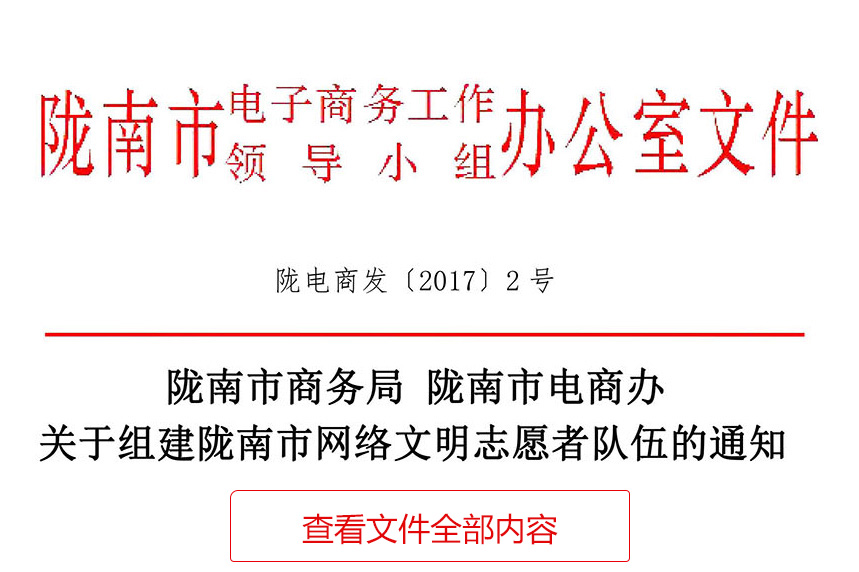 陇南市电子商务工作领导小组办公室文件
陇电商发〔2017〕2号
陇南市商务局 陇南市电商办
关于组建陇南市网络文明志愿者队伍的通知
查看文件全部内容